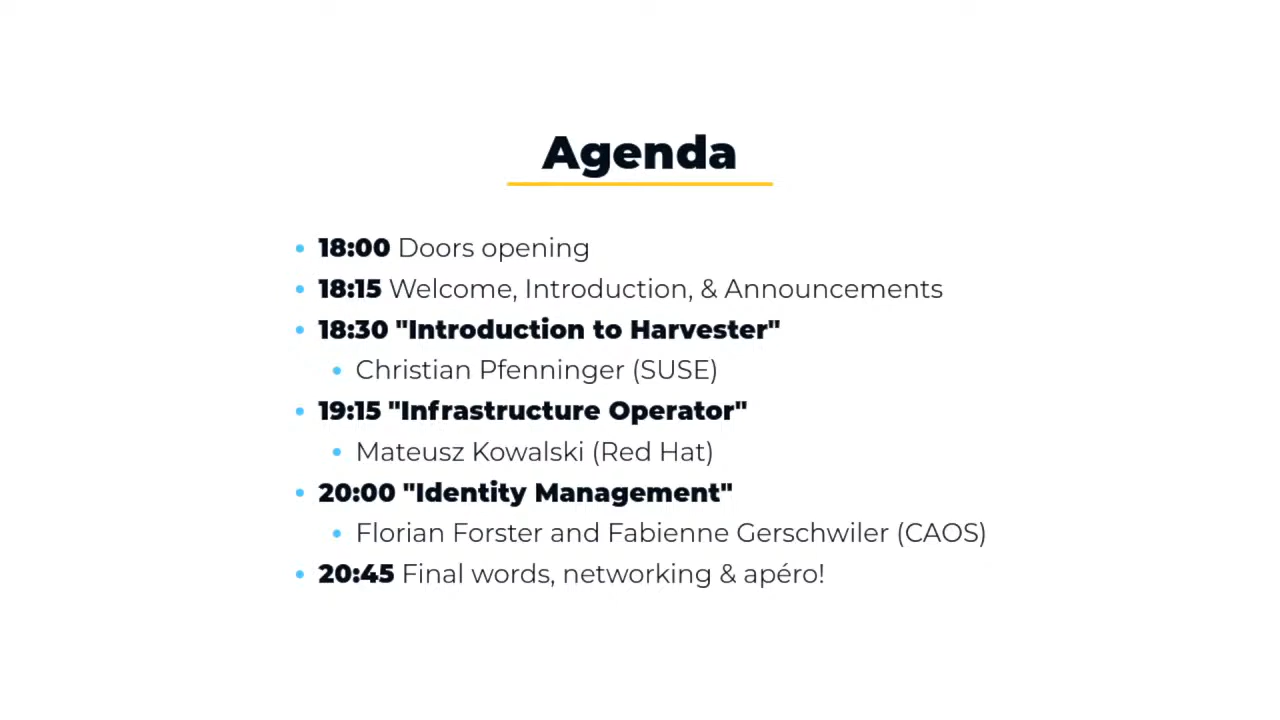 Agenda
18:00 Doors opening
18:15 Welcome, Introduction, & Announcements
18:30 "Introduction to Harvester"
Christian Pfenninger (SUSE)
19:15 "Infrastructure Operator"
Mateusz Kowalski (Red Hat)
20:00 "Identity Management"
Florian Forster and Fabienne Gerschwiler (CAOS)
20:45 Final words, networking & apéro!